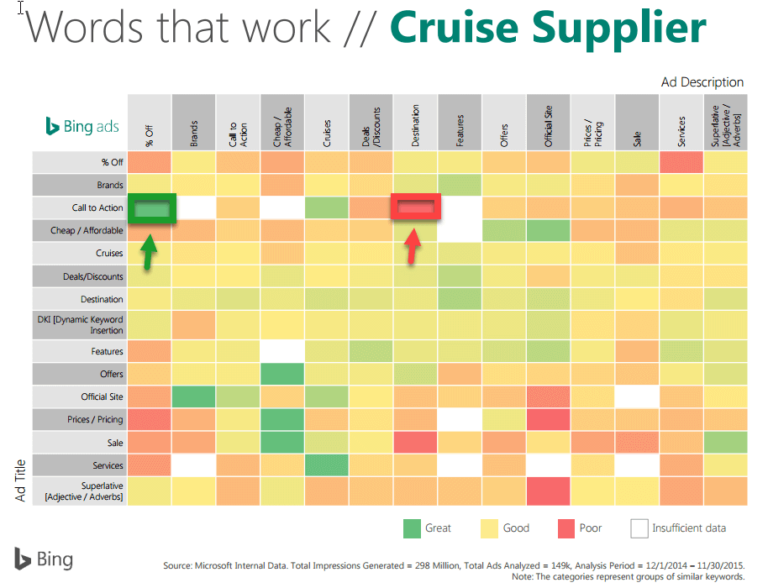 Words that work // Cruise Supplier
Ad Description
Bing ads
% Off
Brands
Call to
Action
Cheap /
Affordable
Cruises
Deals
/Discounts
Destination
Features
Offers
Official Site
Prices /
Pricing
Sale
Services
Superlative
[Adjective /
Adverbs]
% Off
Brands
Call to Action
Cheap / Affordable
Cruises
Deals/Discounts
Destination
DKI [Dynamic Keyword
Insertion
Features
Offers
Official Site
Prices / Pricing
Sale
Services
Superlative
[Adjective / Adverbs]
Ad Title
Great
Good
Poor
Insufficient data
Bing
Source: Microsoft Internal Data. Total Impressions Generated = 298 Million, Total Ads Analyzed = 149k, Analysis Period = 12/1/2014 – 11/30/2015.
Note: The categories represent groups of similar keywords.